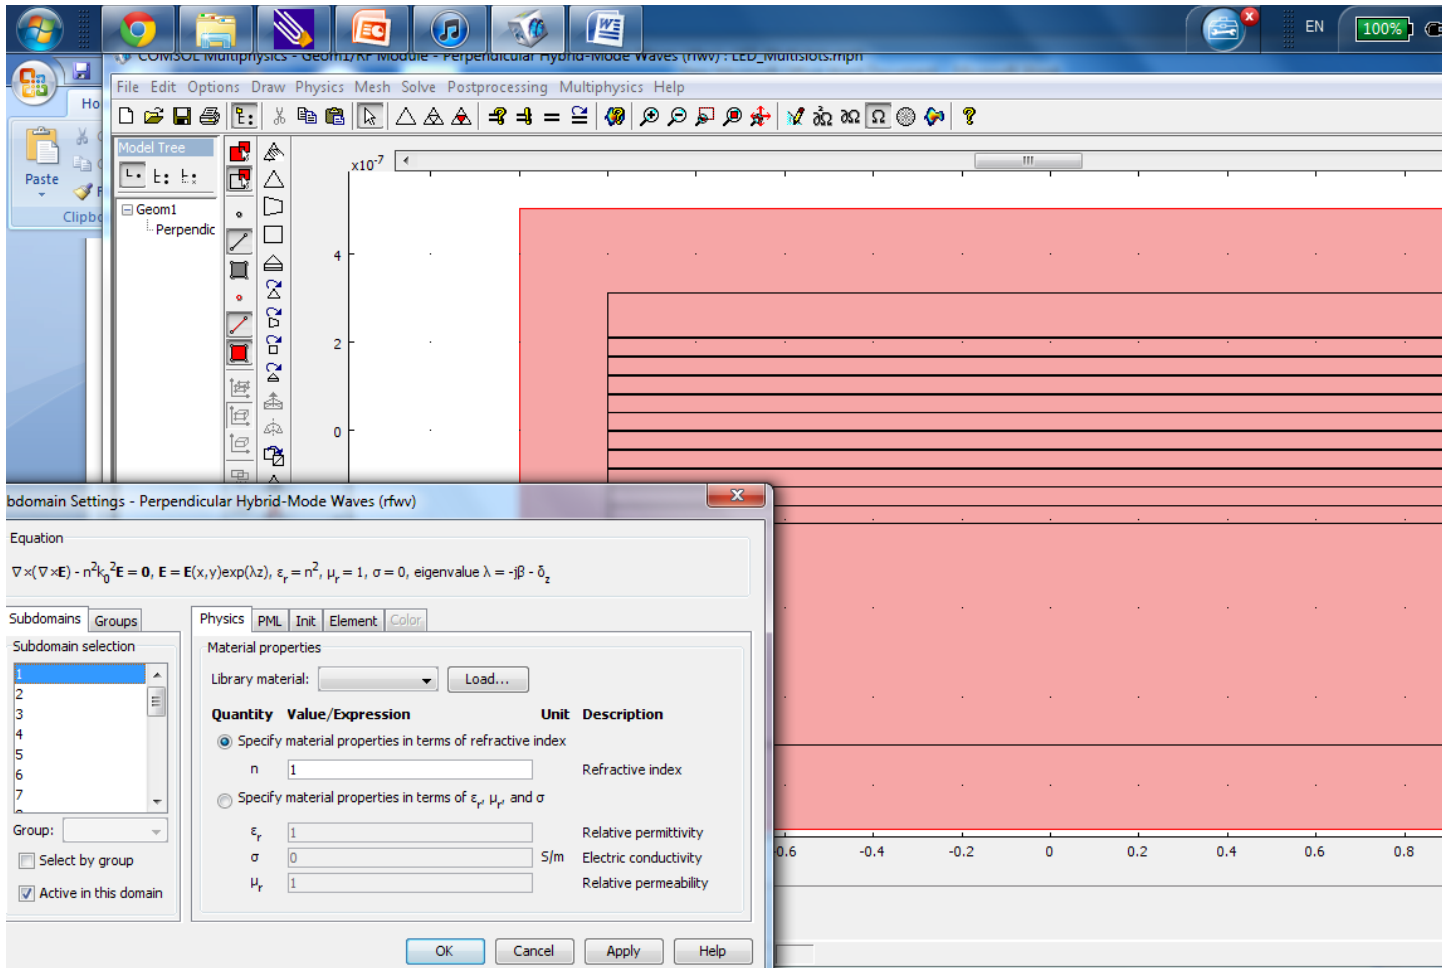 EN
100%
COMSOL Multiphysics - Geom1/RF Module - Perpendicular Hybrid-Mode Waves (rfwv) : LED_Multislots.mph
Ho
File Edit Options Draw Physics Mesh Solve Postprocessing Multiphysics Help
Paste
Clipbo
Model Tree
Geom1
Perpendic
x10-7
4
2
0
bdomain Settings - Perpendicular Hybrid-Mode Waves (rfwv)
Equation
∇×(∇×E) - n²k₀²E = 0, E = E(x,y)exp(λz), εr = n², μr = 1, σ = 0, eigenvalue λ = -jβ - δz
Subdomains Groups
Physics PML Init Element Color
Subdomain selection
1
2
3
4
5
6
7
Group:
Select by group
Active in this domain
Material properties
Library material: Load...
Quantity Value/Expression Unit Description
Specify material properties in terms of refractive index
n 1 Refractive index
Specify material properties in terms of εr, μr, and σ
εr 1 Relative permittivity
σ 0 S/m Electric conductivity
μr 1 Relative permeability
OK Cancel Apply Help
-0.6 -0.4 -0.2 0 0.2 0.4 0.6 0.8